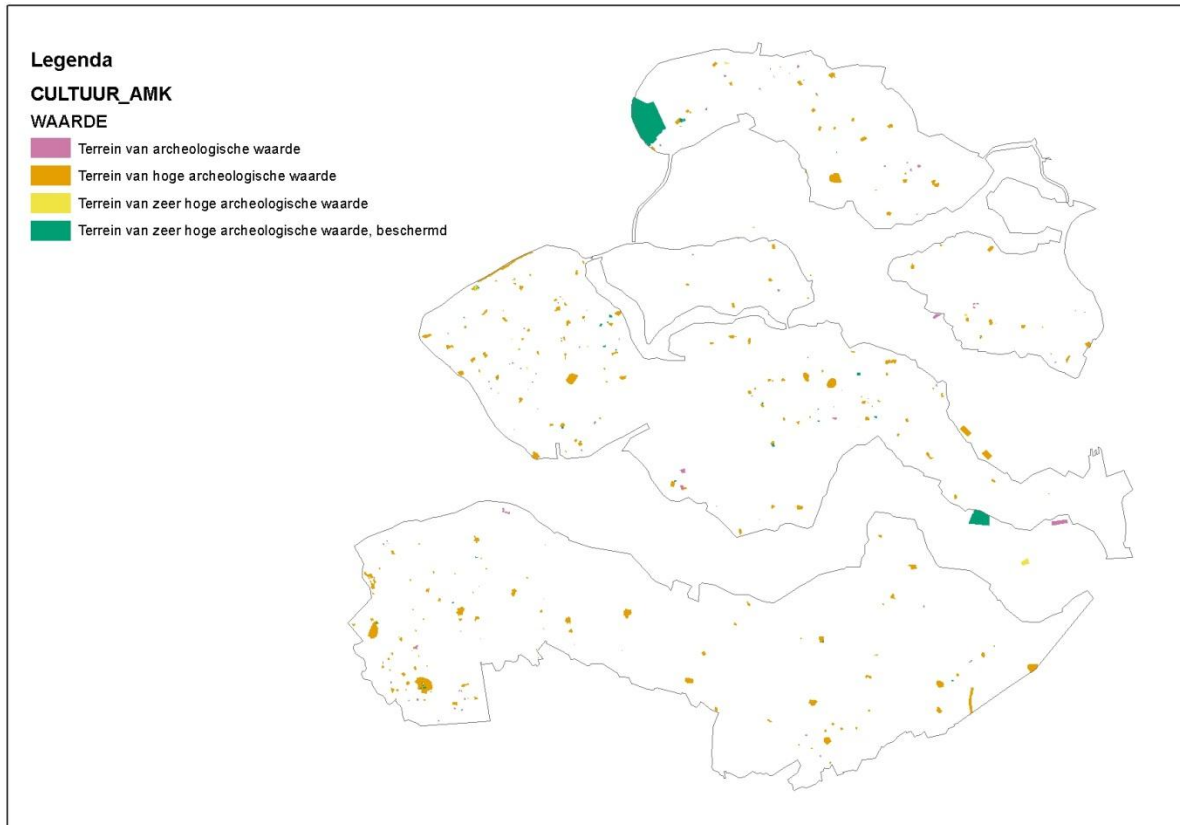 Legenda
CULTUUR_AMK
WAARDE
Terrein van archeologische waarde
Terrein van hoge archeologische waarde
Terrein van zeer hoge archeologische waarde
Terrein van zeer hoge archeologische waarde, beschermd